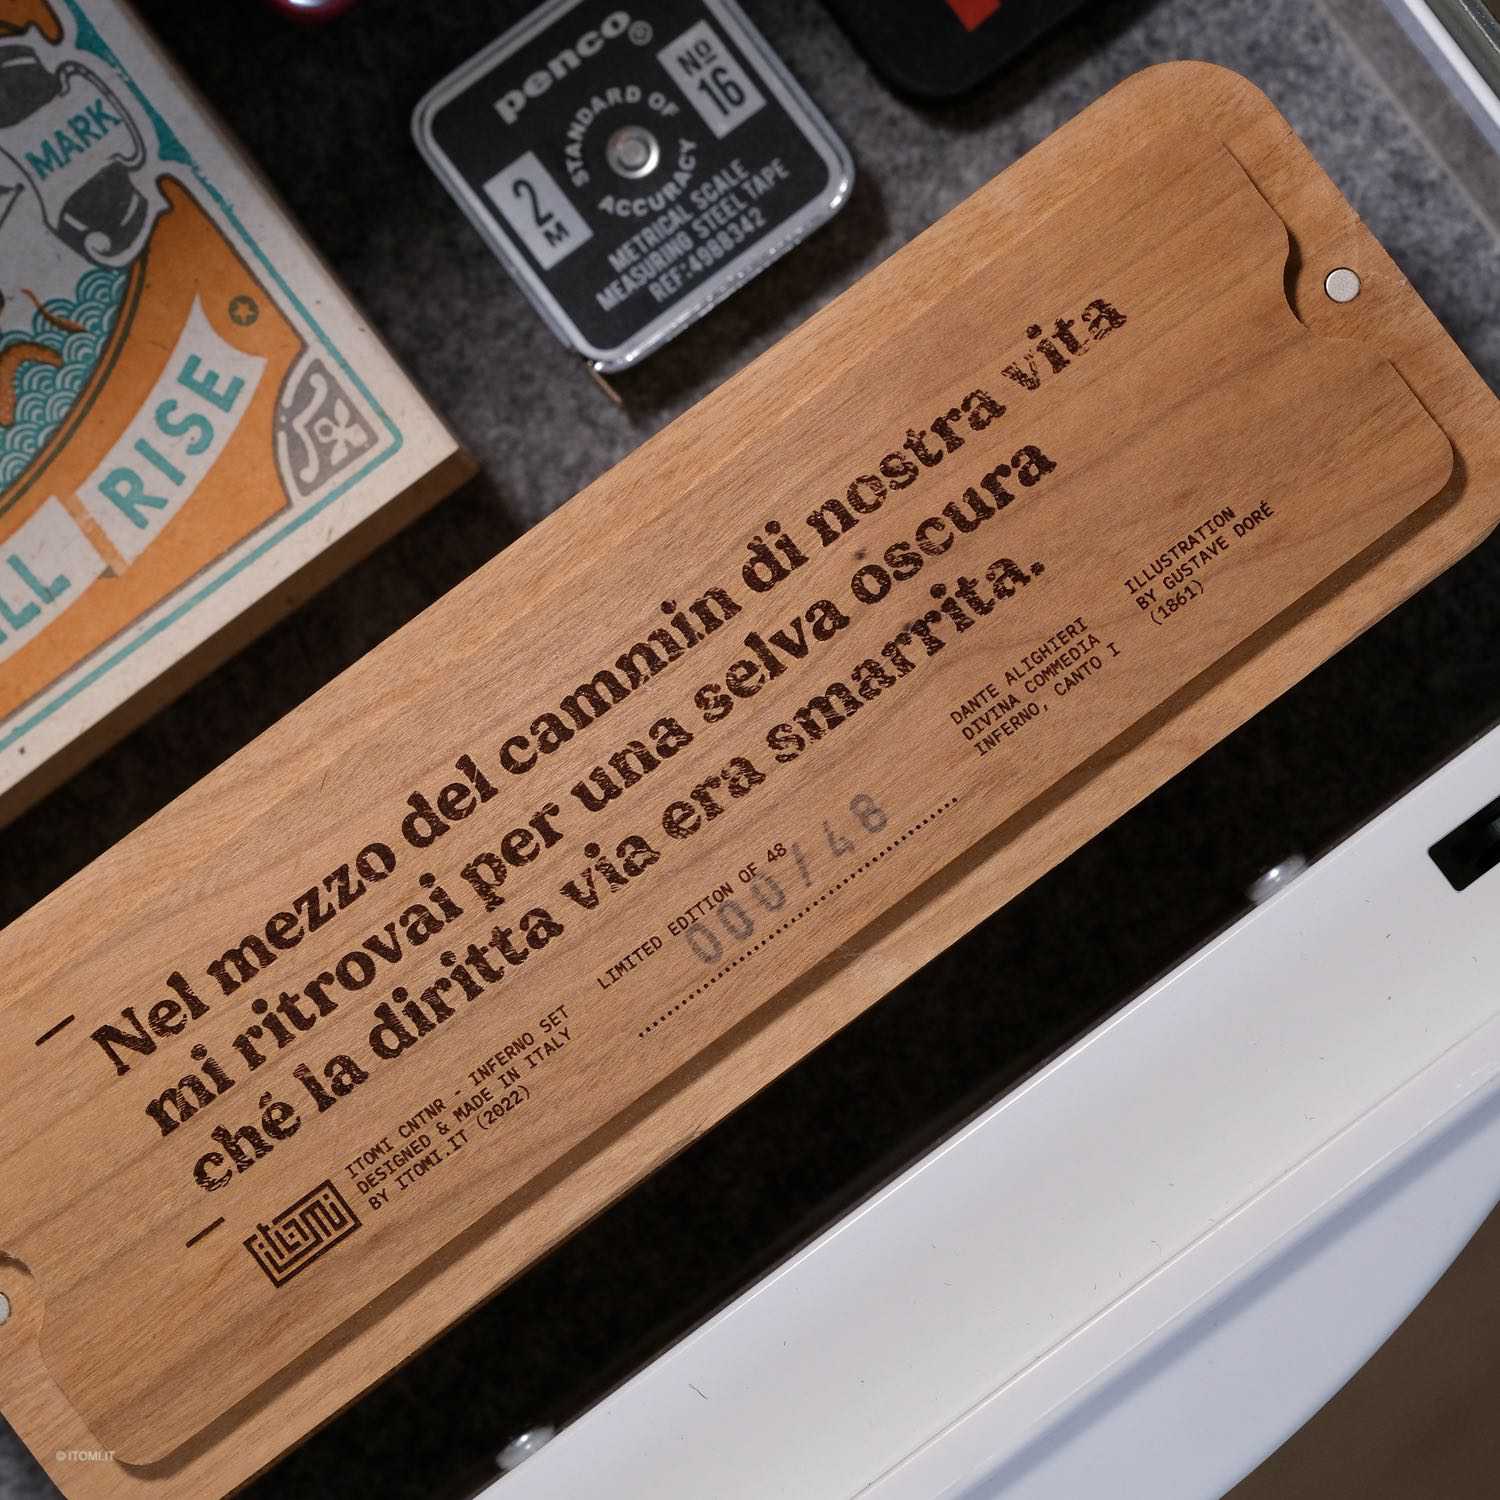 penco®
STANDARD OF
ACCURACY
Nº
16
2
M
METRICAL SCALE
MEASURING STEEL TAPE
REF:4988342
MARK
RISE
Nel mezzo del cammin di nostra vita
mi ritrovai per una selva oscura
ché la diritta via era smarrita.
itomi
ITOMI CNTNR - INFERNO SET
DESIGNED & MADE IN ITALY
BY ITOMI.IT (2022)
LIMITED EDITION OF 48
000/48
DANTE ALIGHIERI
DIVINA COMMEDIA
INFERNO, CANTO I
ILLUSTRATION
BY GUSTAVE DORÉ
(1861)
©ITOMI.IT